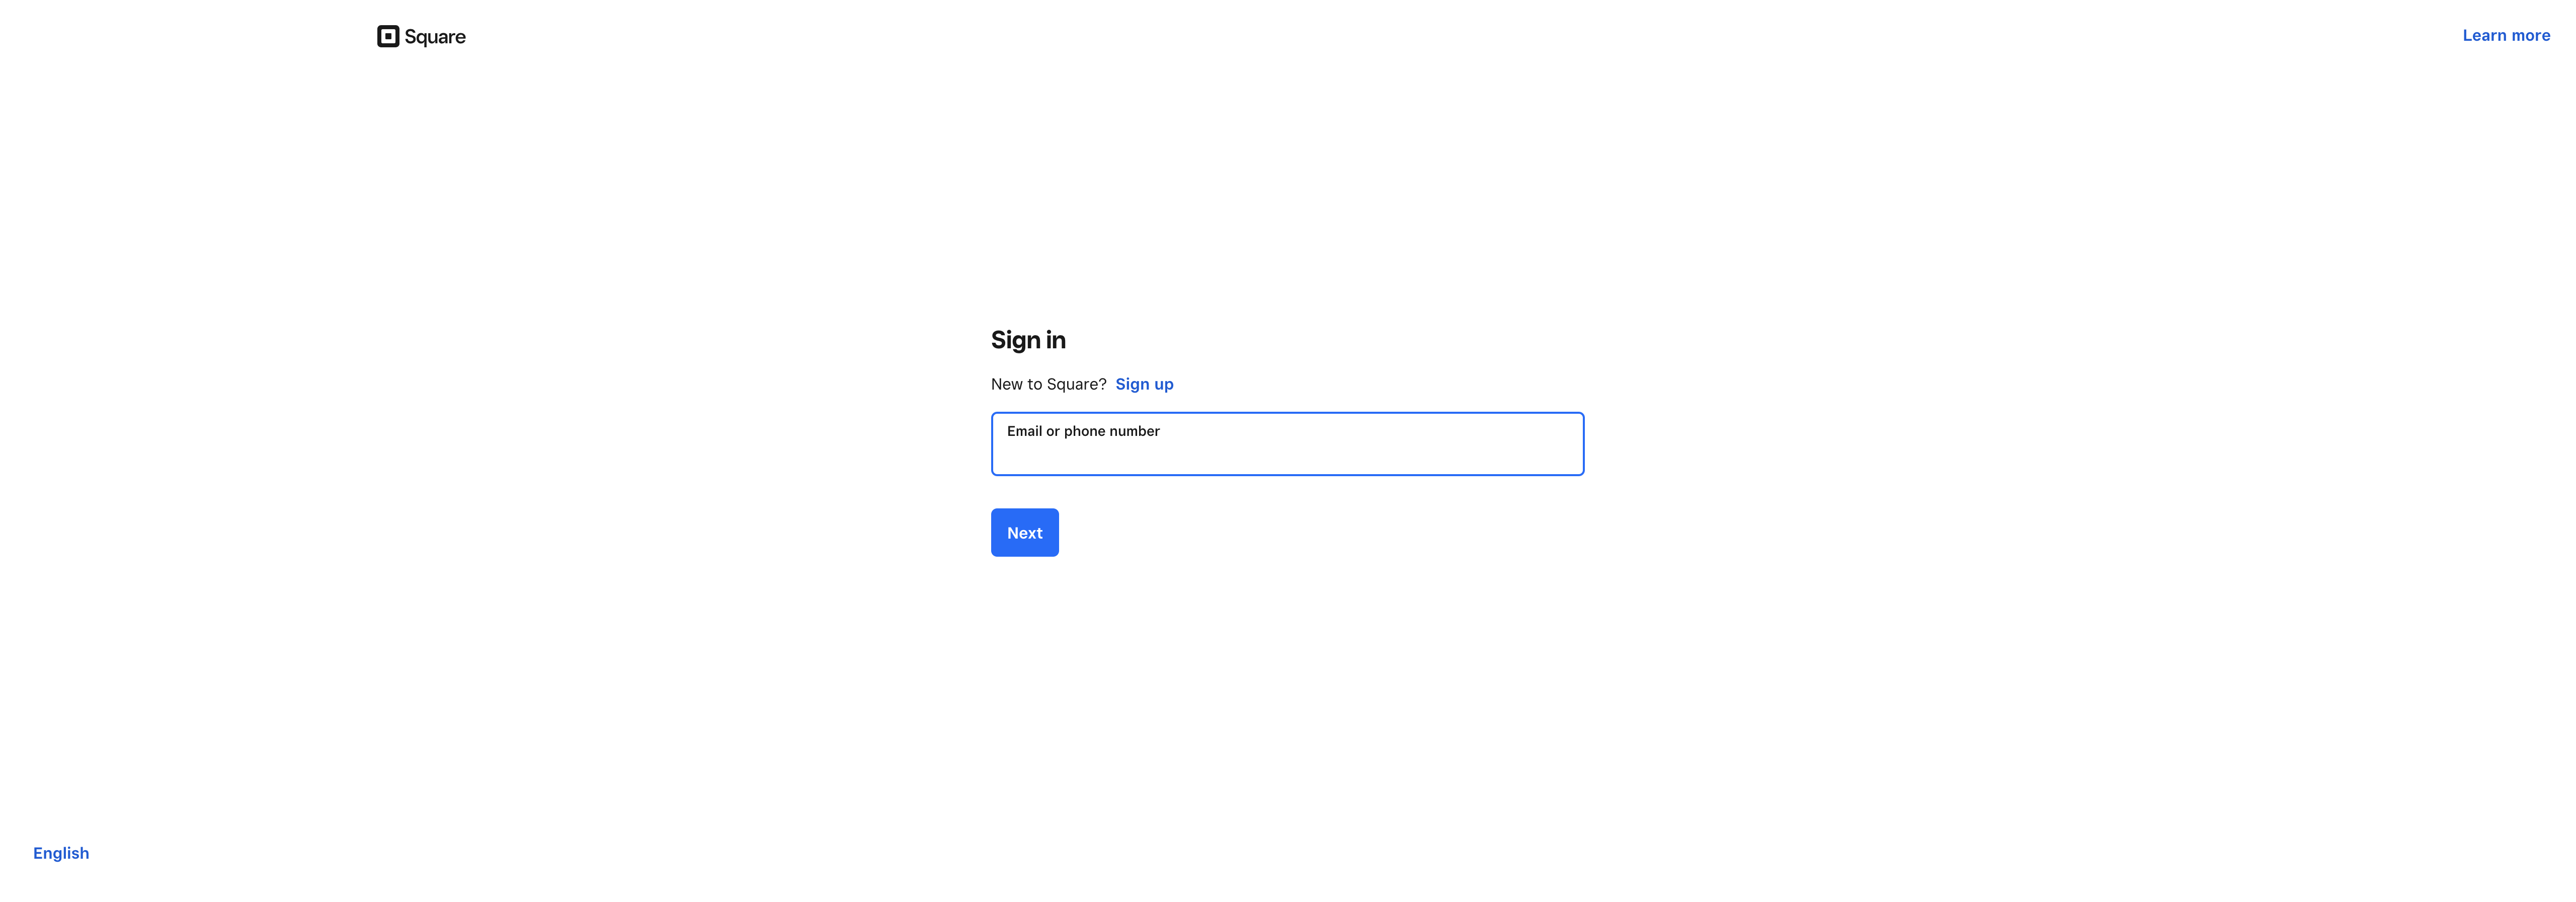 Square
Learn more
Sign in
New to Square? Sign up
Email or phone number
Next
English